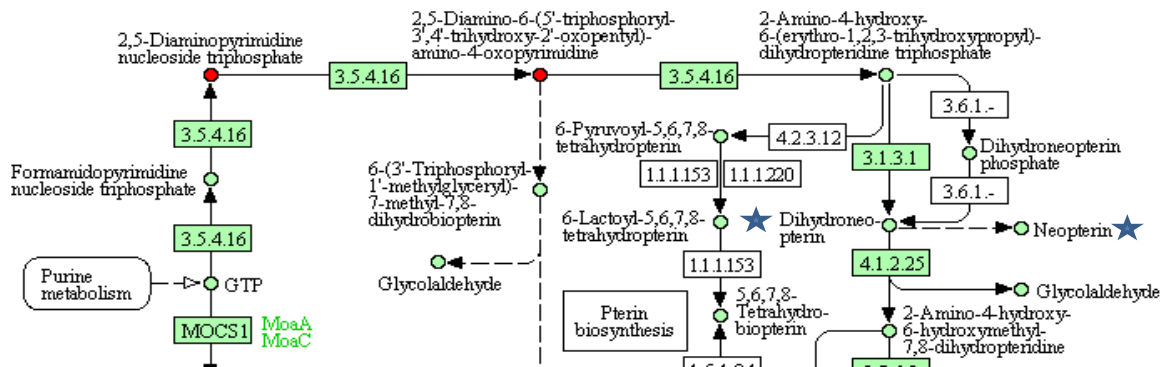 2,5-Diaminopyrimidine
nucleoside triphosphate
2,5-Diamino-6-(5'-triphosphoryl-
3',4'-trihydroxy-2'-oxopentyl)-
amino-4-oxopyrimidine
2-Amino-4-hydroxy-
6-(erythro-1,2,3-trihydroxypropyl)-
dihydropteridine triphosphate
3.5.4.16
3.5.4.16
3.6.1.-
3.5.4.16
6-Pyruvoyl-5,6,7,8-
tetrahydropterin
4.2.3.12
3.1.3.1
Dihydroneopterin
phosphate
Formamidopyrimidine
nucleoside triphosphate
6-(3'-Triphosphoryl-
1'-methylglyceryl)-
7-methyl-7,8-
dihydrobiopterin
1.1.1.153
1.1.1220
3.6.1.-
3.5.4.16
6-Lactoyl-5,6,7,8-
tetrahydropterin
Dihydroneo-
pterin
Neopterin
Purine
metabolism
GTP
Glycolaldehyde
1.1.1.153
4.1.2.25
Glycolaldehyde
MOCS1
MoaA
MoaC
Pterin
biosynthesis
5,6,7,8-
Tetrahydro-
biopterin
2-Amino-4-hydroxy-
6-hydroxymethyl-
7,8-dihydropteridine